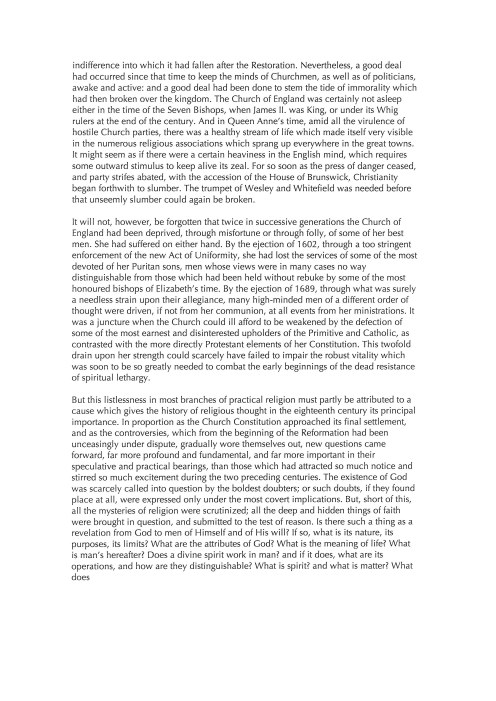 indifference into which it had fallen after the Restoration. Nevertheless, a good deal
had occurred since that time to keep the minds of Churchmen, as well as of politicians,
awake and active: and a good deal had been done to stem the tide of immorality which
had then broken over the kingdom. The Church of England was certainly not asleep
either in the time of the Seven Bishops, when James II. was King, or under its Whig
rulers at the end of the century. And in Queen Anne's time, amid all the virulence of
hostile Church parties, there was a healthy stream of life which made itself very visible
in the numerous religious associations which sprang up everywhere in the great towns.
It might seem as if there were a certain heaviness in the English mind, which requires
some outward stimulus to keep alive its zeal. For so soon as the press of danger ceased,
and party strifes abated, with the accession of the House of Brunswick, Christianity
began forthwith to slumber. The trumpet of Wesley and Whitefield was needed before
that unseemly slumber could again be broken.

It will not, however, be forgotten that twice in successive generations the Church of
England had been deprived, through misfortune or through folly, of some of her best
men. She had suffered on either hand. By the ejection of 1602, through a too stringent
enforcement of the new Act of Uniformity, she had lost the services of some of the most
devoted of her Puritan sons, men whose views were in many cases no way
distinguishable from those which had been held without rebuke by some of the most
honoured bishops of Elizabeth's time. By the ejection of 1689, through what was surely
a needless strain upon their allegiance, many high-minded men of a different order of
thought were driven, if not from her communion, at all events from her ministrations. It
was a juncture when the Church could ill afford to be weakened by the defection of
some of the most earnest and disinterested upholders of the Primitive and Catholic, as
contrasted with the more directly Protestant elements of her Constitution. This twofold
drain upon her strength could scarcely have failed to impair the robust vitality which
was soon to be so greatly needed to combat the early beginnings of the dead resistance
of spiritual lethargy.

But this listlessness in most branches of practical religion must partly be attributed to a
cause which gives the history of religious thought in the eighteenth century its principal
importance. In proportion as the Church Constitution approached its final settlement,
and as the controversies, which from the beginning of the Reformation had been
unceasingly under dispute, gradually wore themselves out, new questions came
forward, far more profound and fundamental, and far more important in their
speculative and practical bearings, than those which had attracted so much notice and
stirred so much excitement during the two preceding centuries. The existence of God
was scarcely called into question by the boldest doubters; or such doubts, if they found
place at all, were expressed only under the most covert implications. But, short of this,
all the mysteries of religion were scrutinized; all the deep and hidden things of faith
were brought in question, and submitted to the test of reason. Is there such a thing as a
revelation from God to men of Himself and of His will? If so, what is its nature, its
purposes, its limits? What are the attributes of God? What is the meaning of life? What
is man's hereafter? Does a divine spirit work in man? and if it does, what are its
operations, and how are they distinguishable? What is spirit? and what is matter? What
does